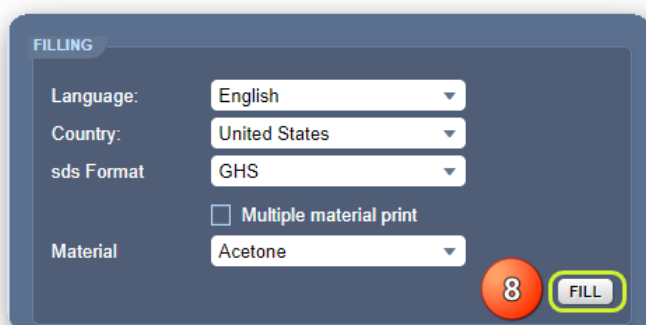 FILLING
Language: English
Country: United States
sds Format GHS
Multiple material print
Material Acetone
8 FILL